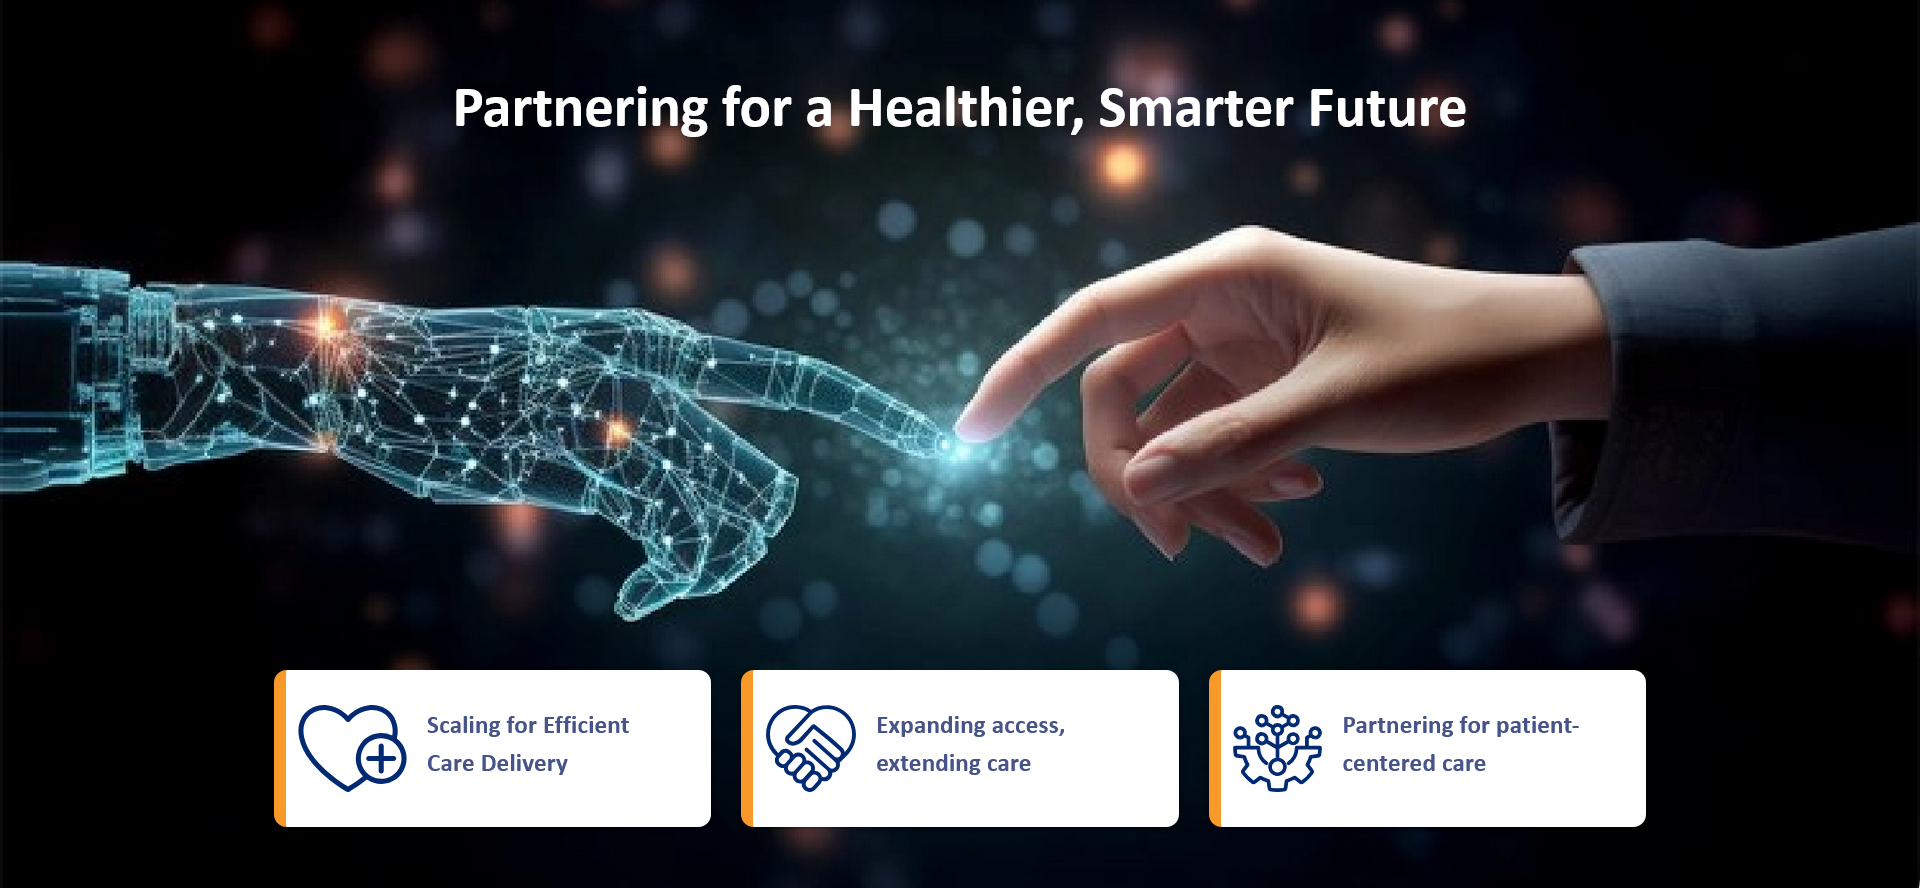 Partnering for a Healthier, Smarter Future
Scaling for Efficient
Care Delivery
Expanding access,
extending care
Partnering for patient-
centered care